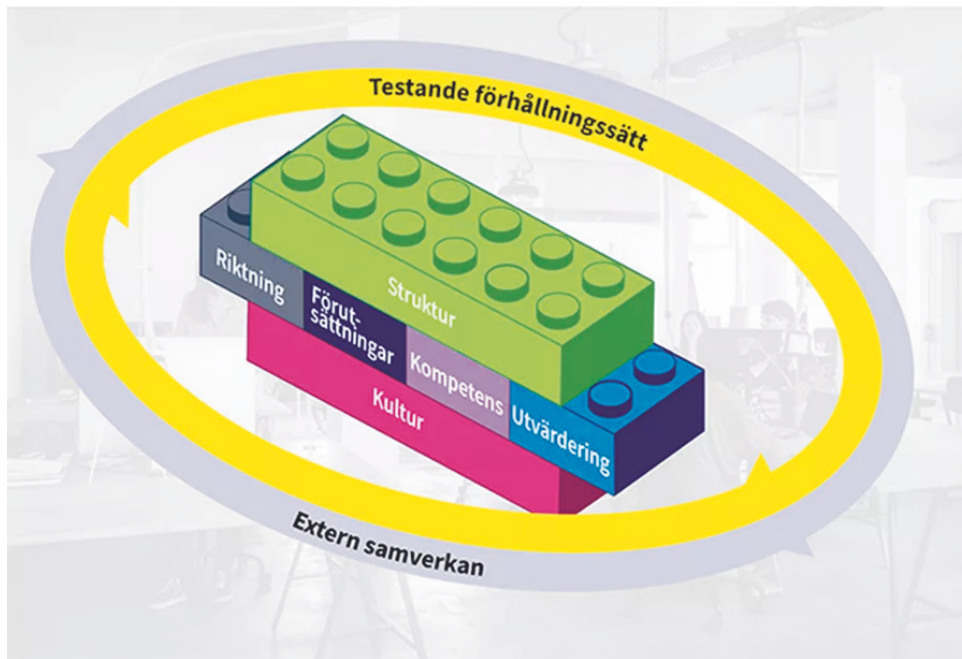 Testande förhållningssätt
Struktur
Riktning
Förut-
sättningar
Kompetens
Utvärdering
Kultur
Extern samverkan